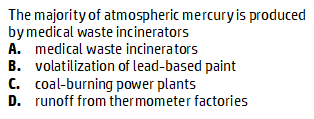 The majority of atmospheric mercury is produced
by medical waste incinerators
A. medical waste incinerators
B. volatilization of lead-based paint
C. coal-burning power plants
D. runoff from thermometer factories